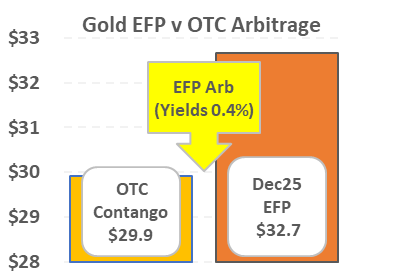 Gold EFP v OTC Arbitrage
$33
$32
$31
$30
$29
$28
EFP Arb
(Yields 0.4%)
OTC
Contango
$29.9
Dec25
EFP
$32.7